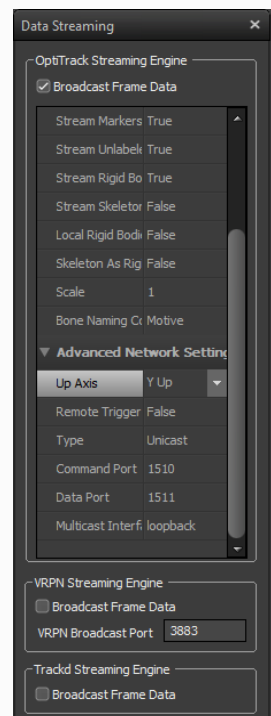 Data Streaming ×
OptiTrack Streaming Engine
Broadcast Frame Data
Stream Markers True
Stream Unlabele True
Stream Rigid Bo True
Stream Skeletor False
Local Rigid Bodi False
Skeleton As Rig False
Scale 1
Bone Naming Co Motive
Advanced Network Setting
Up Axis Y Up
Remote Trigger False
Type Unicast
Command Port 1510
Data Port 1511
Multicast Interfa loopback
VRPN Streaming Engine
Broadcast Frame Data
VRPN Broadcast Port 3883
Trackd Streaming Engine
Broadcast Frame Data